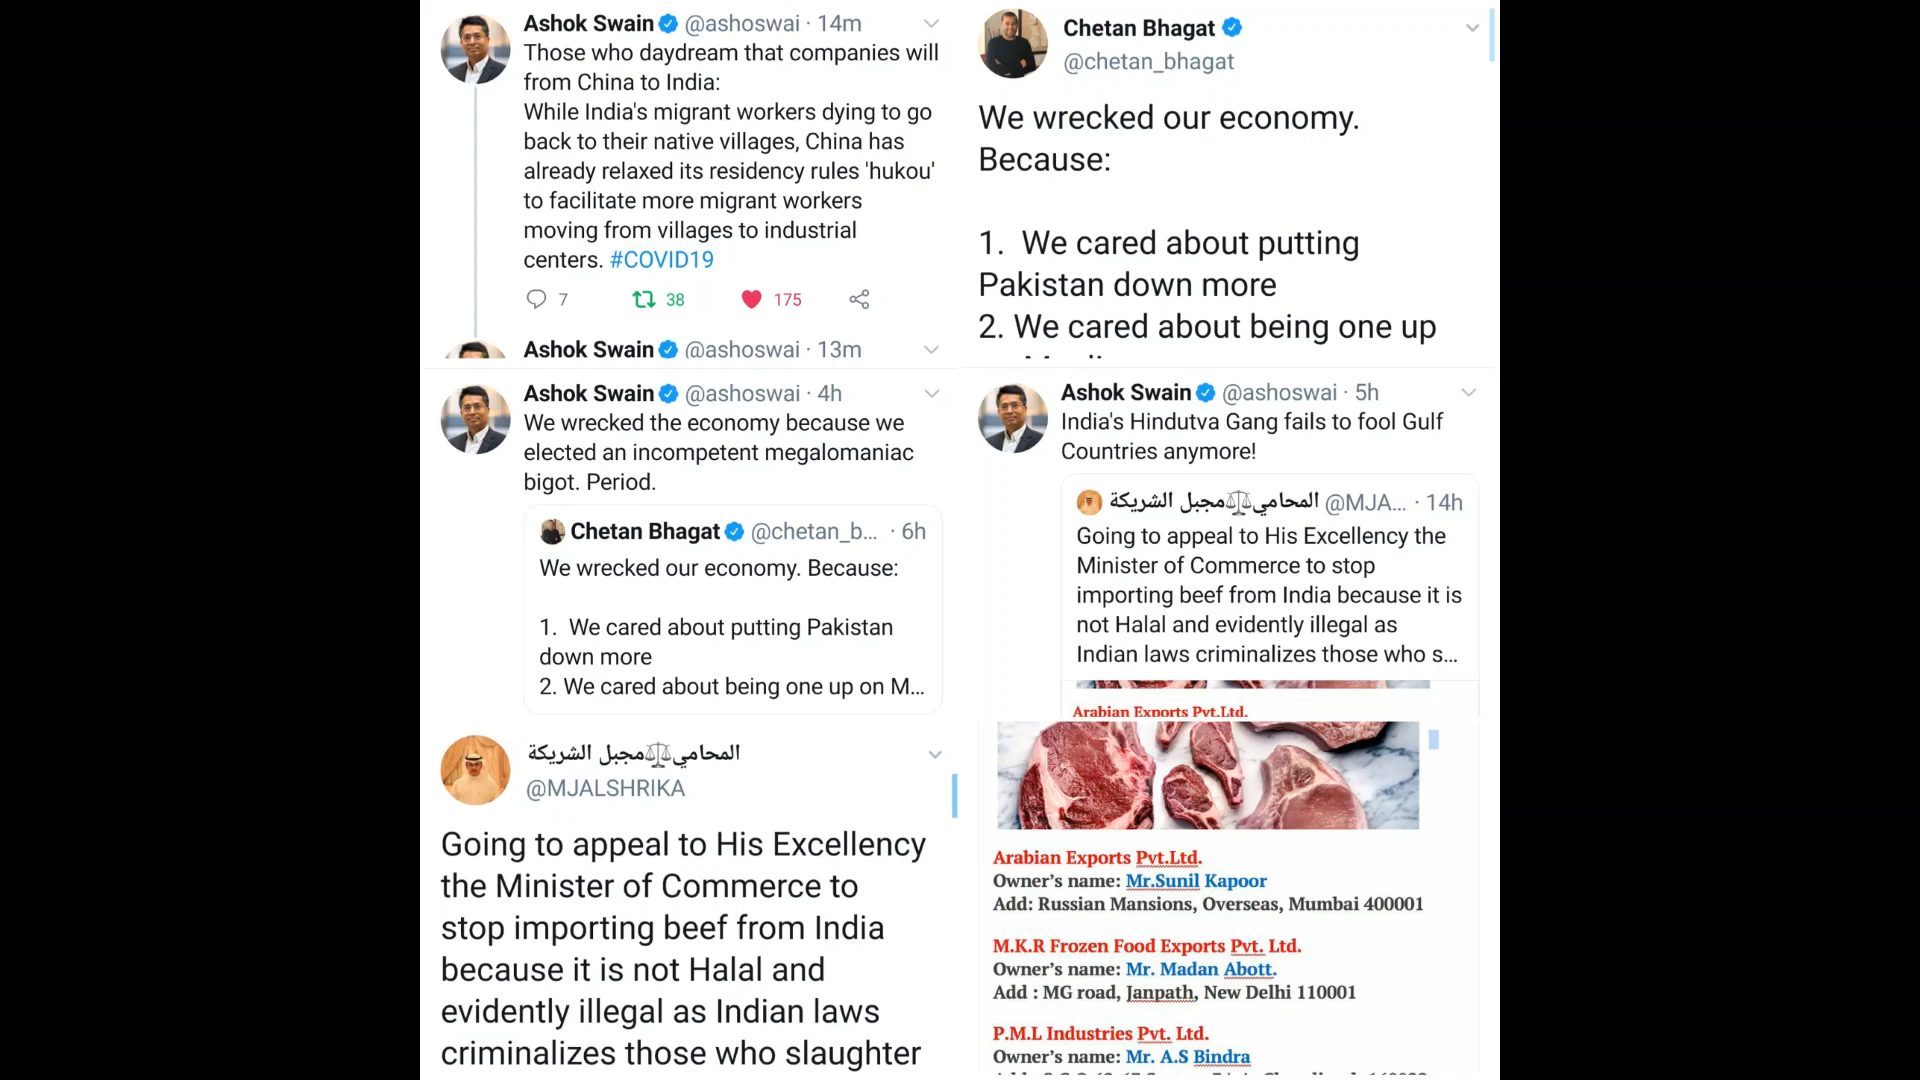 Ashok Swain @ashoswai · 14m
Those who daydream that companies will
from China to India:
While India's migrant workers dying to go
back to their native villages, China has
already relaxed its residency rules 'hukou'
to facilitate more migrant workers
moving from villages to industrial
centers. #COVID19
7 38 175
Ashok Swain @ashoswai · 13m
Chetan Bhagat
@chetan_bhagat
We wrecked our economy.
Because:
1. We cared about putting
Pakistan down more
2. We cared about being one up
Ashok Swain @ashoswai · 4h
We wrecked the economy because we
elected an incompetent megalomaniac
bigot. Period.
Chetan Bhagat @chetan_b... · 6h
We wrecked our economy. Because:
1. We cared about putting Pakistan
down more
2. We cared about being one up on M...
Ashok Swain @ashoswai · 5h
India's Hindutva Gang fails to fool Gulf
Countries anymore!
المحامي⚖️مجبل الشريكة @MJA... · 14h
Going to appeal to His Excellency the
Minister of Commerce to stop
importing beef from India because it is
not Halal and evidently illegal as
Indian laws criminalizes those who s...
Arabian Exports Pvt.Ltd.
المحامي⚖️مجبل الشريكة
@MJALSHRIKA
Going to appeal to His Excellency
the Minister of Commerce to
stop importing beef from India
because it is not Halal and
evidently illegal as Indian laws
criminalizes those who slaughter
Arabian Exports Pvt.Ltd.
Owner's name: Mr.Sunil Kapoor
Add: Russian Mansions, Overseas, Mumbai 400001
M.K.R Frozen Food Exports Pvt. Ltd.
Owner's name: Mr. Madan Abott.
Add : MG road, Janpath, New Delhi 110001
P.M.L Industries Pvt. Ltd.
Owner's name: Mr. A.S Bindra